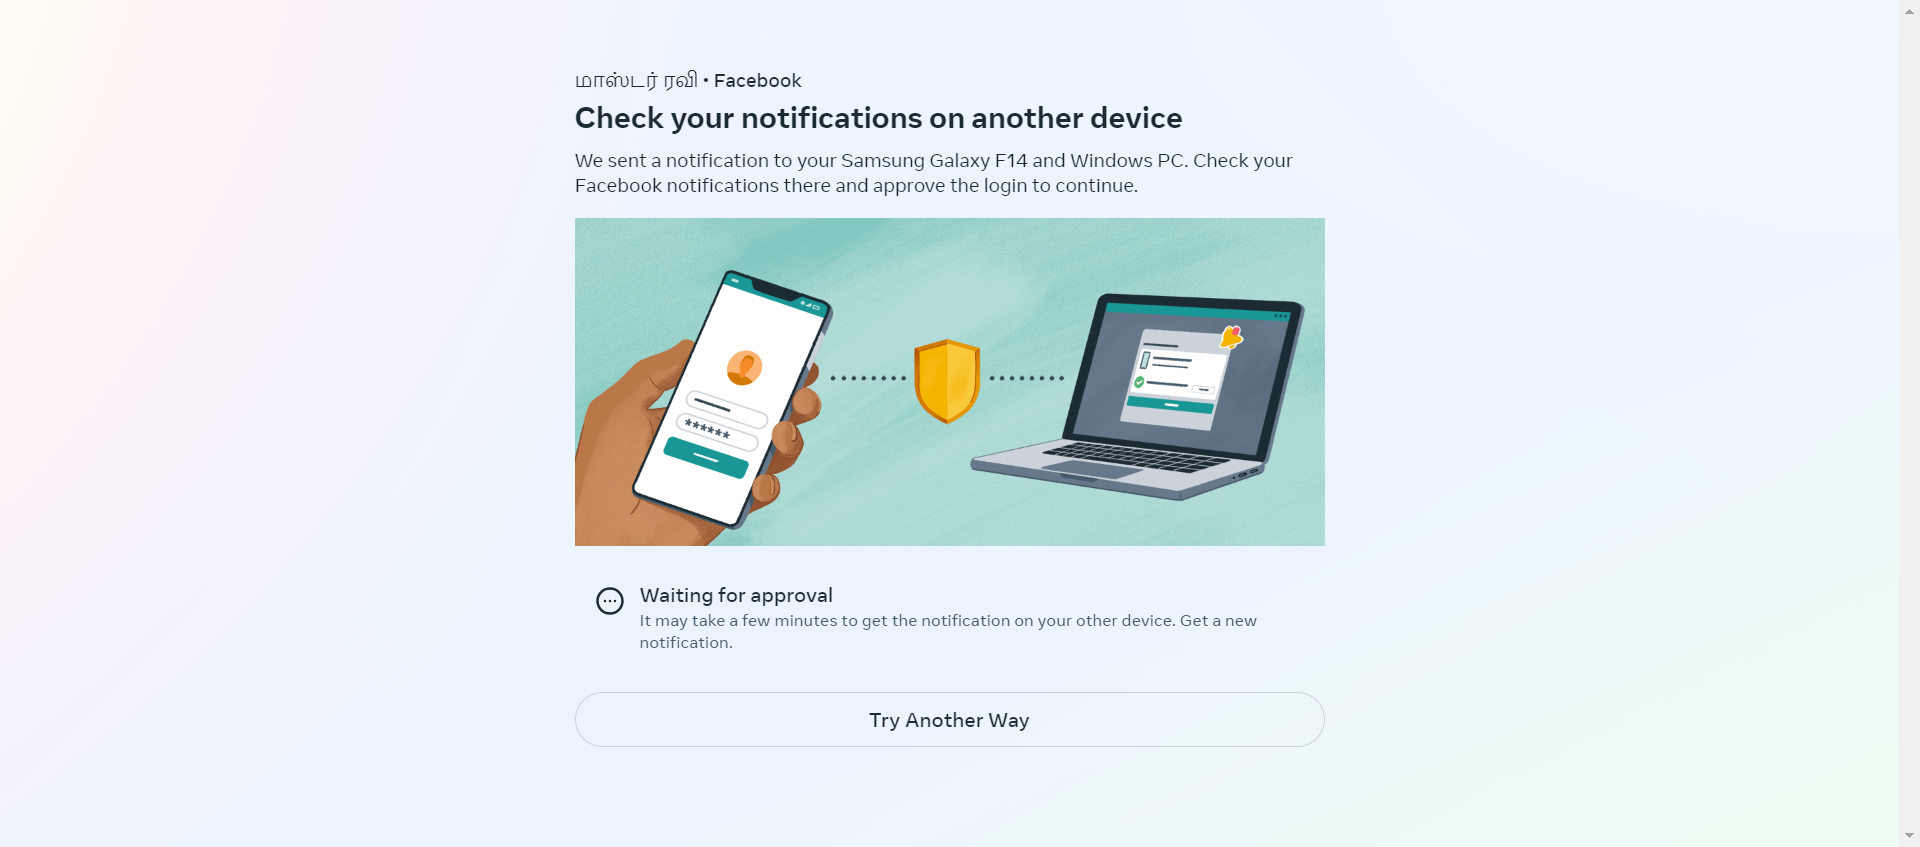 மாஸ்டர் ரவி • Facebook
Check your notifications on another device
We sent a notification to your Samsung Galaxy F14 and Windows PC. Check your
Facebook notifications there and approve the login to continue.
******
Waiting for approval
It may take a few minutes to get the notification on your other device. Get a new
notification.
Try Another Way